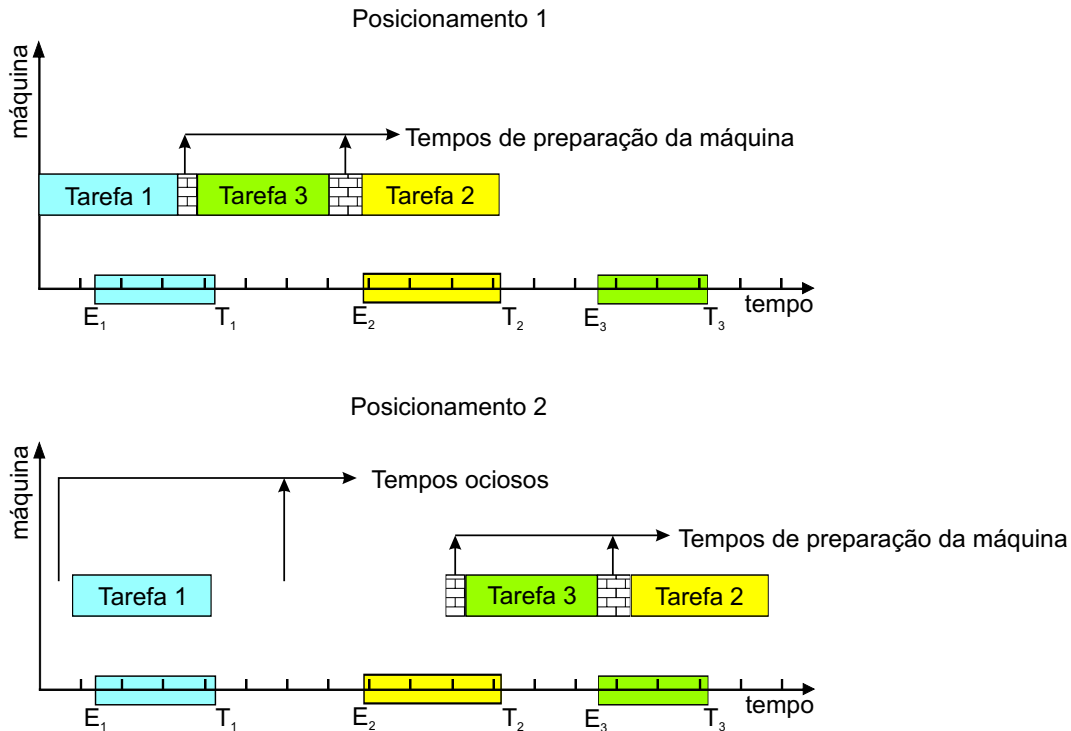 Posicionamento 1
máquina
Tempos de preparação da máquina
Tarefa 1
Tarefa 3
Tarefa 2
E1
T1
E2
T2
E3
T3
tempo
Posicionamento 2
máquina
Tempos ociosos
Tempos de preparação da máquina
Tarefa 1
Tarefa 3
Tarefa 2
E1
T1
E2
T2
E3
T3
tempo